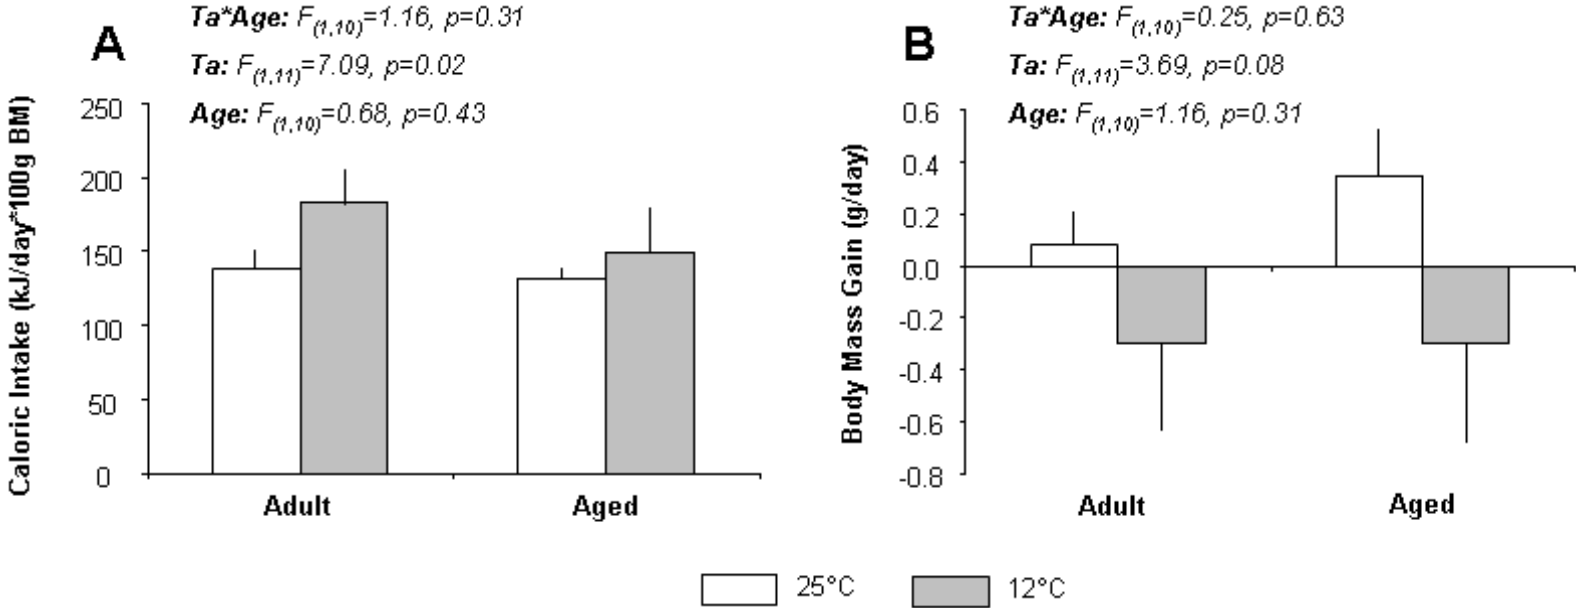 A
Ta*Age: F(1,10)=1.16, p=0.31
Ta: F(1,11)=7.09, p=0.02
Age: F(1,10)=0.68, p=0.43
Caloric Intake (kJ/day*100g BM)
250
200
150
100
50
0
Adult
Aged
B
Ta*Age: F(1,10)=0.25, p=0.63
Ta: F(1,11)=3.69, p=0.08
Age: F(1,10)=1.16, p=0.31
Body Mass Gain (g/day)
0.6
0.4
0.2
0.0
-0.2
-0.4
-0.6
-0.8
Adult
Aged
25°C
12°C